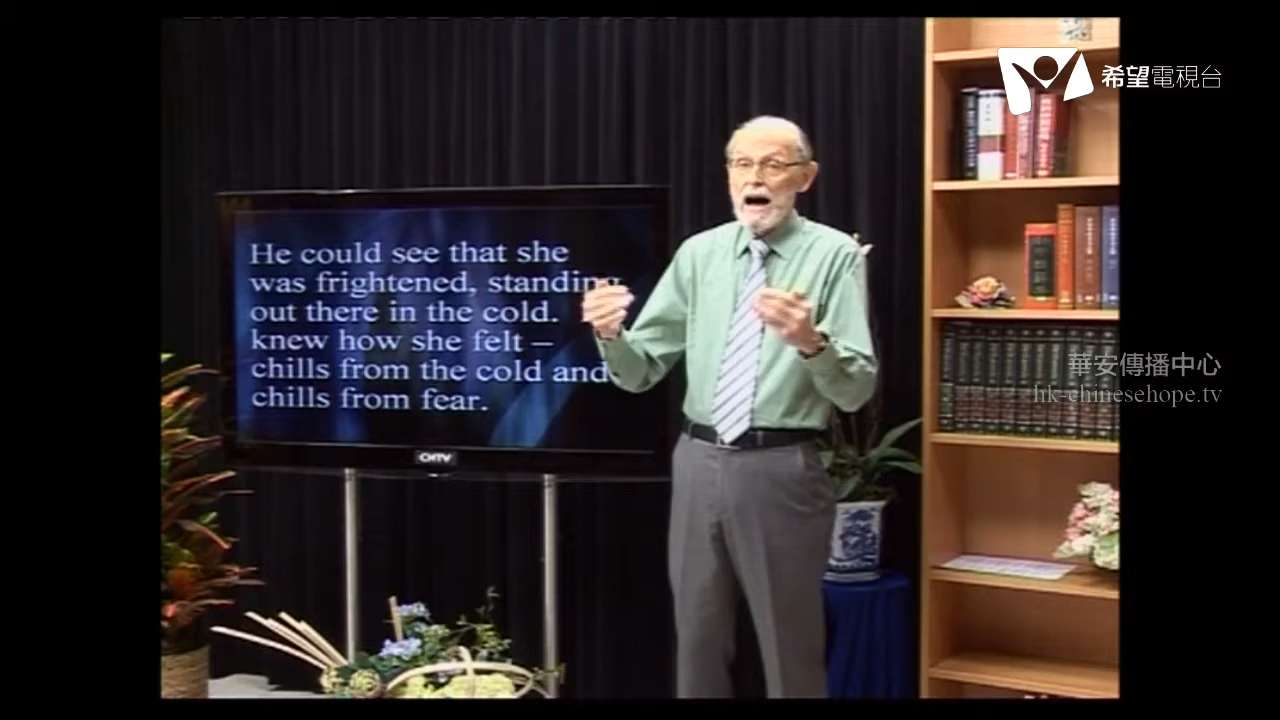 希望電視台
He could see that she
was frightened, standing
out there in the cold.
knew how she felt –
chills from the cold and
chills from fear.
華安傳播中心
hk-chinesehope.tv
CHTV